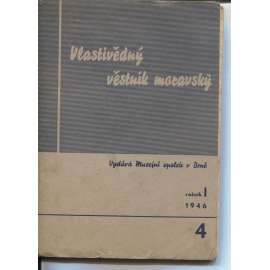 Vlastivědný
věstník moravský
Vydává Musejní spolek v Brně
ročník I
1946
4